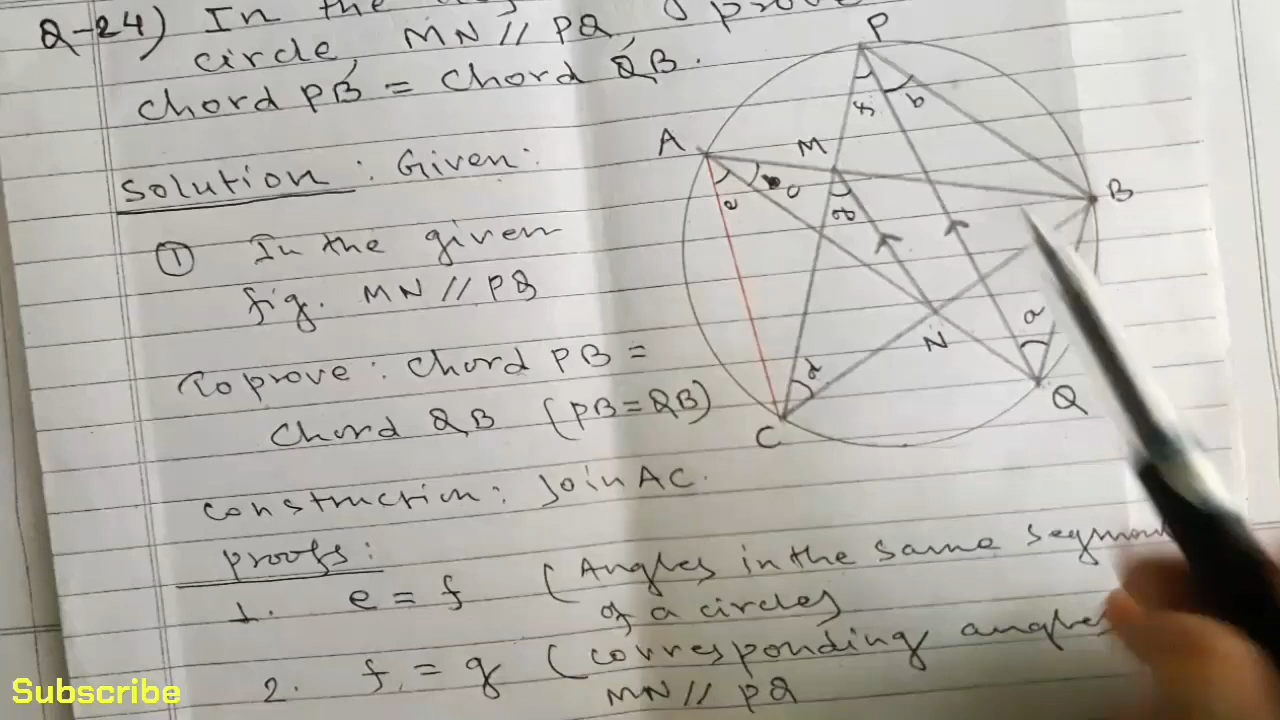 Q-24) In the
circle, MN // PQ, prove
chord PB = chord QB.
Solution : Given:
① In the given
fig. MN // PQ
To prove: chord PB =
chord QB (PB=QB)
construction: Join AC.
proofs:
1. e = f (Angles in the same segment
of a circles
2. f = g (corresponding angles
MN // PQ
P
f b
A
M
B
e b c
g
a
N
d
Q
C
Subscribe